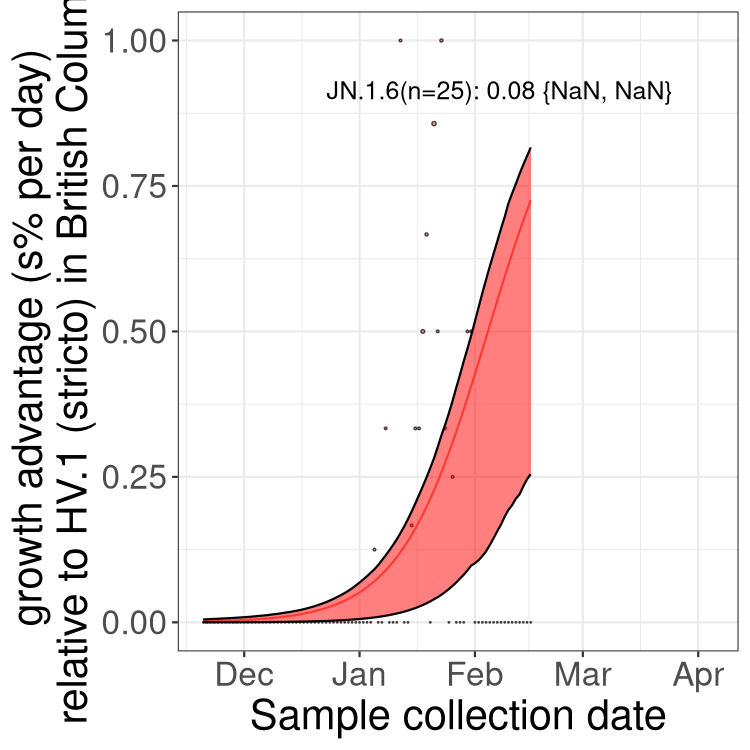 growth advantage (s% per day)
relative to HV.1 (stricto) in British Colum
1.00
0.75
0.50
0.25
0.00
JN.1.6(n=25): 0.08 {NaN, NaN}
Dec Jan Feb Mar Apr
Sample collection date